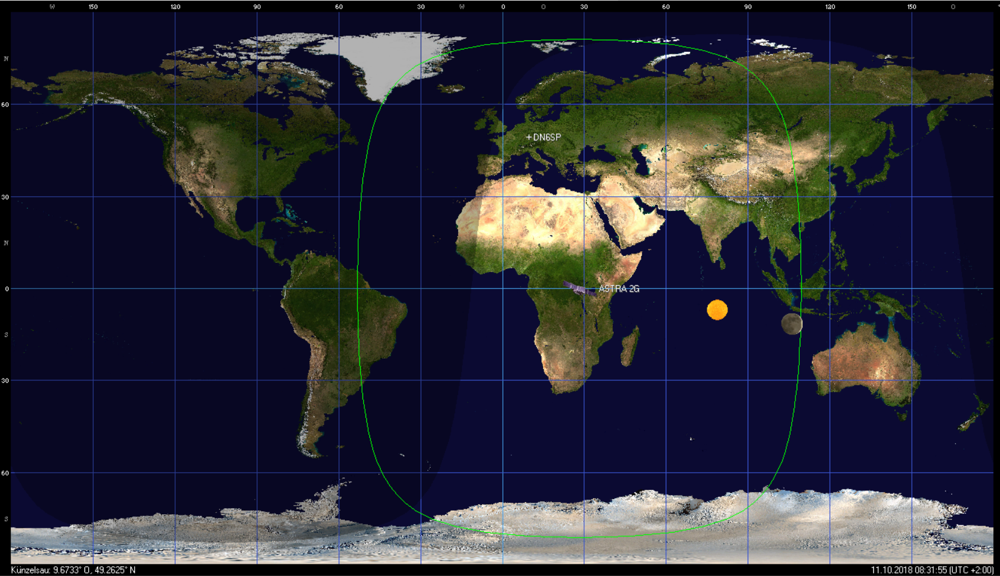 W 150 120 90 60 30 W 0 O 30 60 90 120 150 O
N
60
+DN6SP
30
N
0
ASTRA 2G
S
30
60
S
Künzelsau: 9.6733° O, 49.2625° N
11.10.2018 08:31:55 (UTC +2:00)